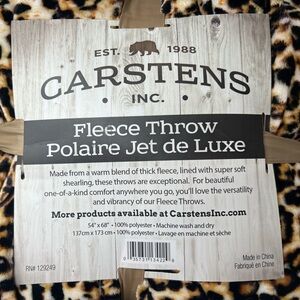 EST. 1988
CARSTENS
INC.
Fleece Throw
Polaire Jet de Luxe
Made from a warm blend of thick fleece, lined with super soft
shearling, these throws are exceptional. For beautiful
one-of-a-kind comfort anywhere you go, you'll love the versatility
and vibrancy of our Fleece Throws.
More products available at CarstensInc.com
54" x 68" • 100% polyester • Machine wash and dry
137cm x 173 cm • 100% polyester • Lavage en machine et sèche
RN# 129249
Made in China
Fabriqué en Chine